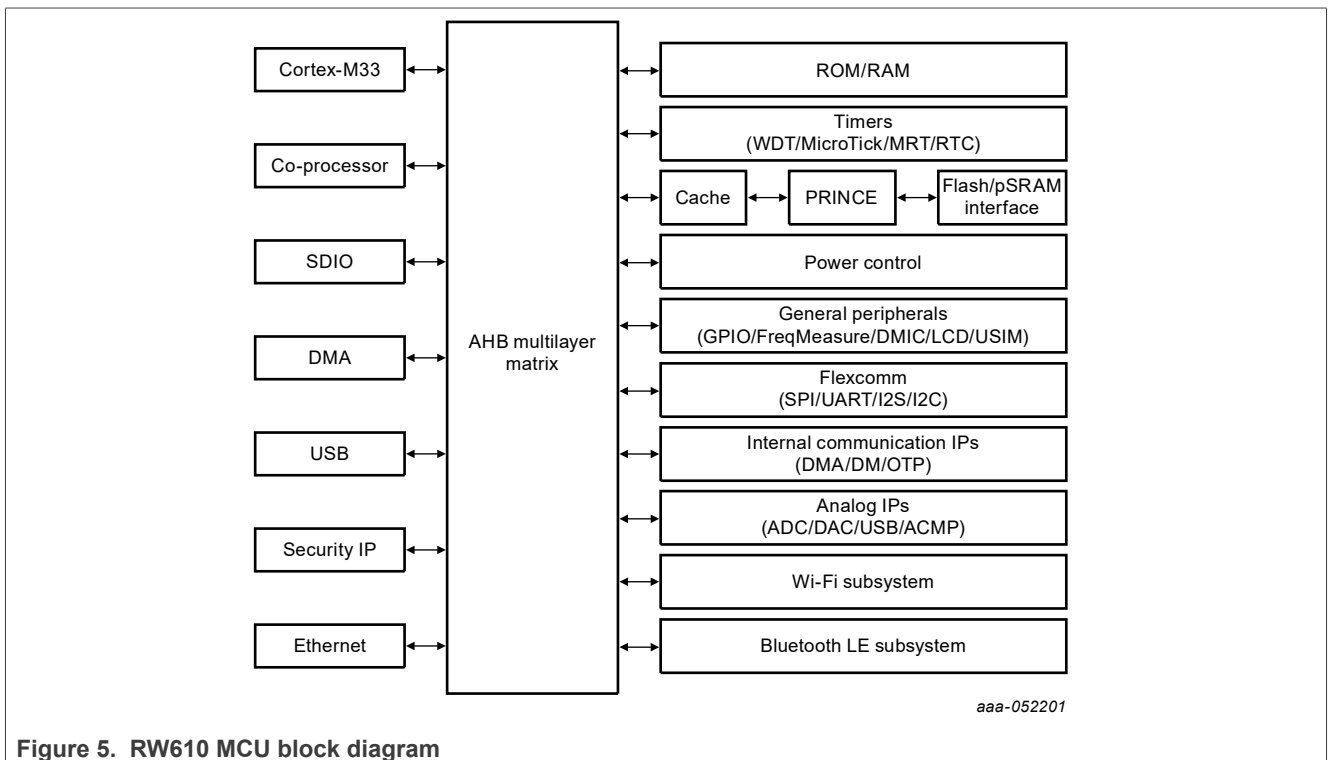 Cortex-M33
Co-processor
SDIO
DMA
USB
Security IP
Ethernet
AHB multilayer
matrix
ROM/RAM
Timers
(WDT/MicroTick/MRT/RTC)
Cache
PRINCE
Flash/pSRAM
interface
Power control
General peripherals
(GPIO/FreqMeasure/DMIC/LCD/USIM)
Flexcomm
(SPI/UART/I2S/I2C)
Internal communication IPs
(DMA/DM/OTP)
Analog IPs
(ADC/DAC/USB/ACMP)
Wi-Fi subsystem
Bluetooth LE subsystem
aaa-052201
Figure 5. RW610 MCU block diagram